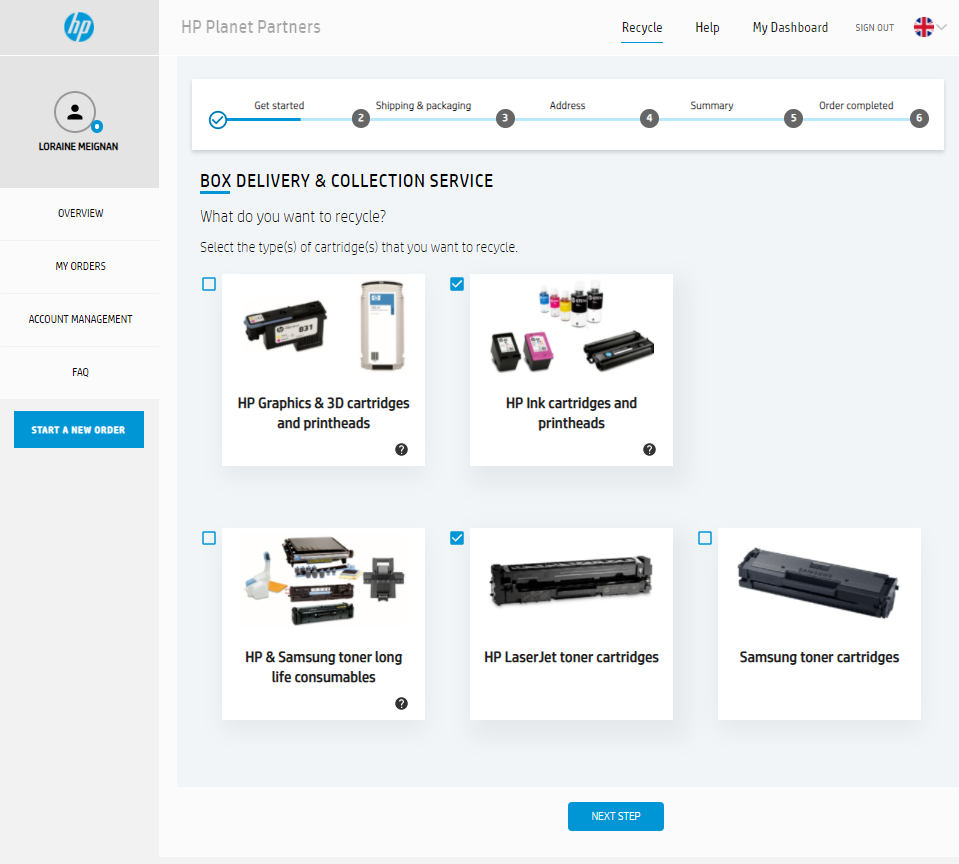 hp
HP Planet Partners
Recycle
Help
My Dashboard
SIGN OUT
LORAINE MEIGNAN
OVERVIEW
MY ORDERS
ACCOUNT MANAGEMENT
FAQ
START A NEW ORDER
Get started
Shipping & packaging
Address
Summary
Order completed
2
3
4
5
6
BOX DELIVERY & COLLECTION SERVICE
What do you want to recycle?
Select the type(s) of cartridge(s) that you want to recycle.
831
HP Graphics & 3D cartridges
and printheads
?
HP Ink cartridges and
printheads
?
HP & Samsung toner long
life consumables
?
HP LaserJet toner cartridges
SAMSUNG
Samsung toner cartridges
NEXT STEP